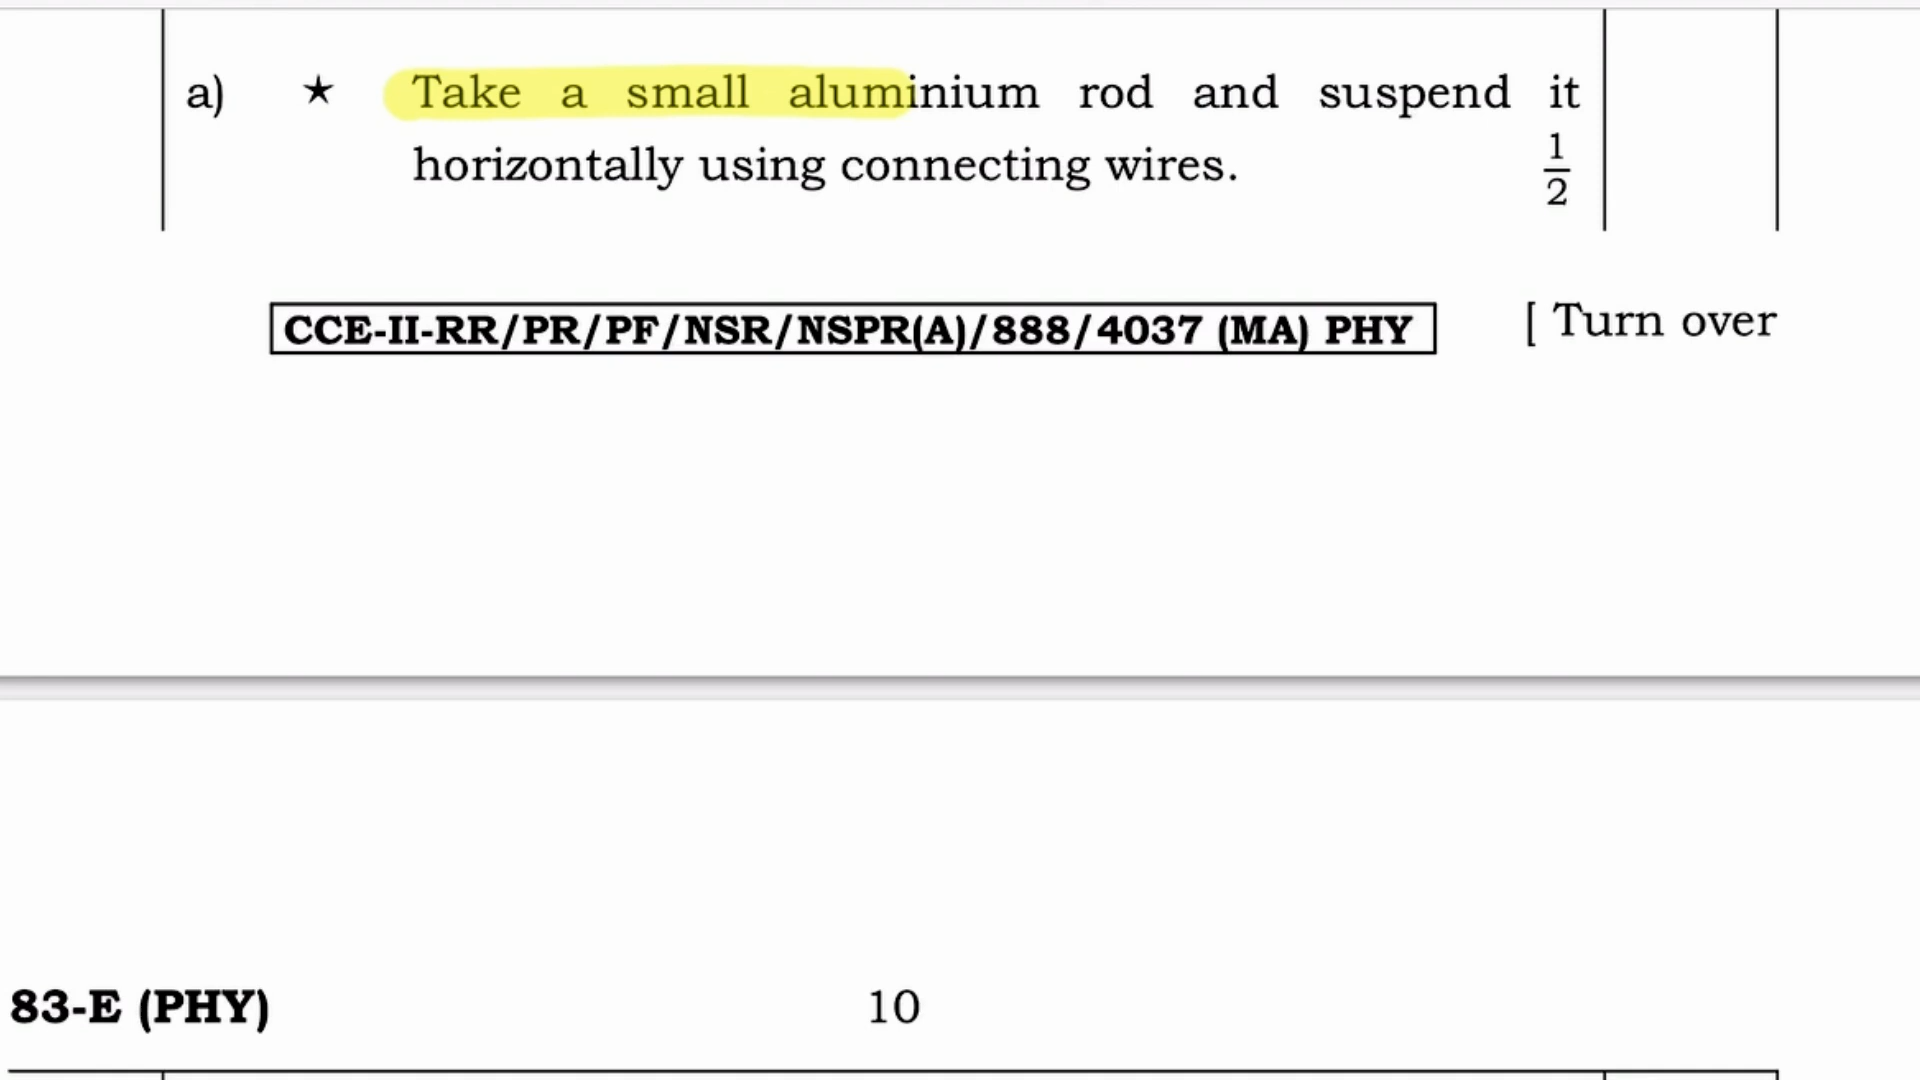 a) ★ Take a small aluminium rod and suspend it
horizontally using connecting wires. 1/2
CCE-II-RR/PR/PF/NSR/NSPR(A)/888/4037 (MA) PHY [ Turn over
83-E (PHY) 10